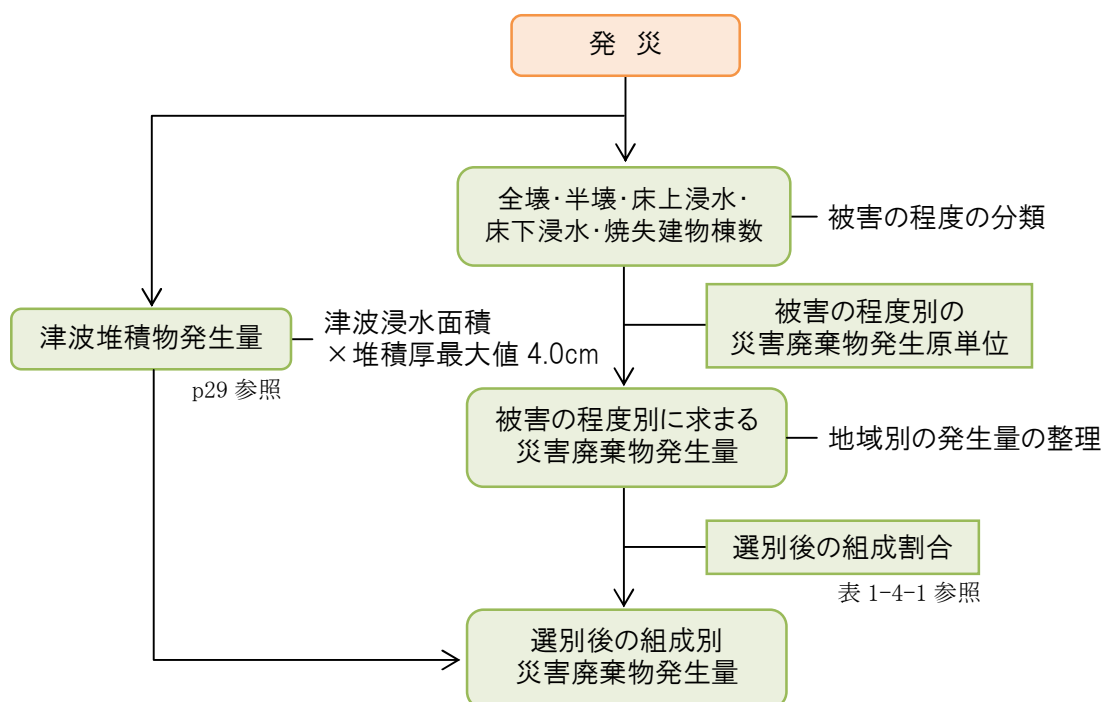 発 災
全壊・半壊・床上浸水・
床下浸水・焼失建物棟数
被害の程度の分類
津波堆積物発生量
津波浸水面積
×堆積厚最大値 4.0cm
p29 参照
被害の程度別の
災害廃棄物発生原単位
被害の程度別に求まる
災害廃棄物発生量
地域別の発生量の整理
選別後の組成割合
表 1-4-1 参照
選別後の組成別
災害廃棄物発生量